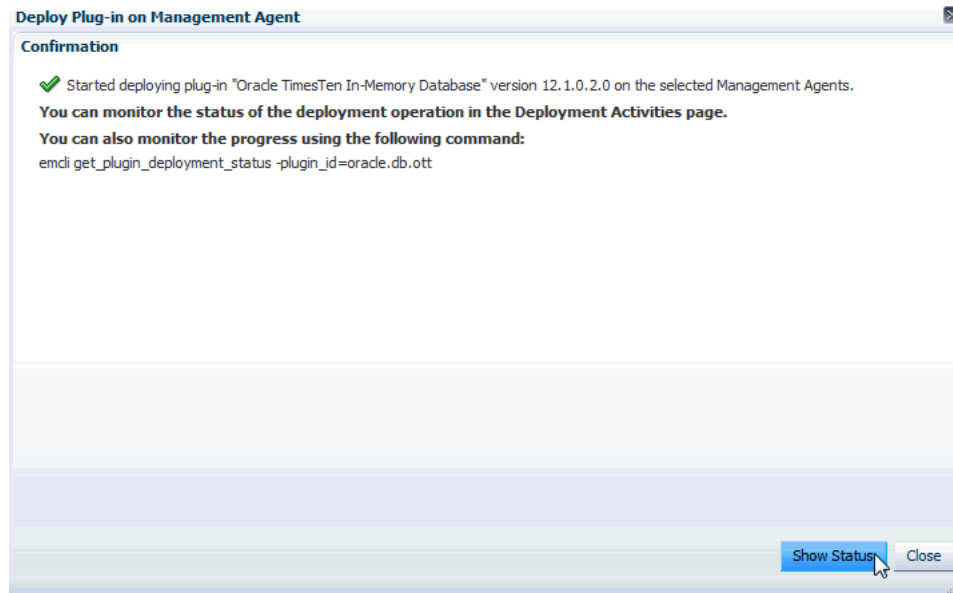 Deploy Plug-in on Management Agent
Confirmation
Started deploying plug-in "Oracle TimesTen In-Memory Database" version 12.1.0.2.0 on the selected Management Agents.
You can monitor the status of the deployment operation in the Deployment Activities page.
You can also monitor the progress using the following command:
emcli get_plugin_deployment_status -plugin_id=oracle.db.ott
Show Status
Close